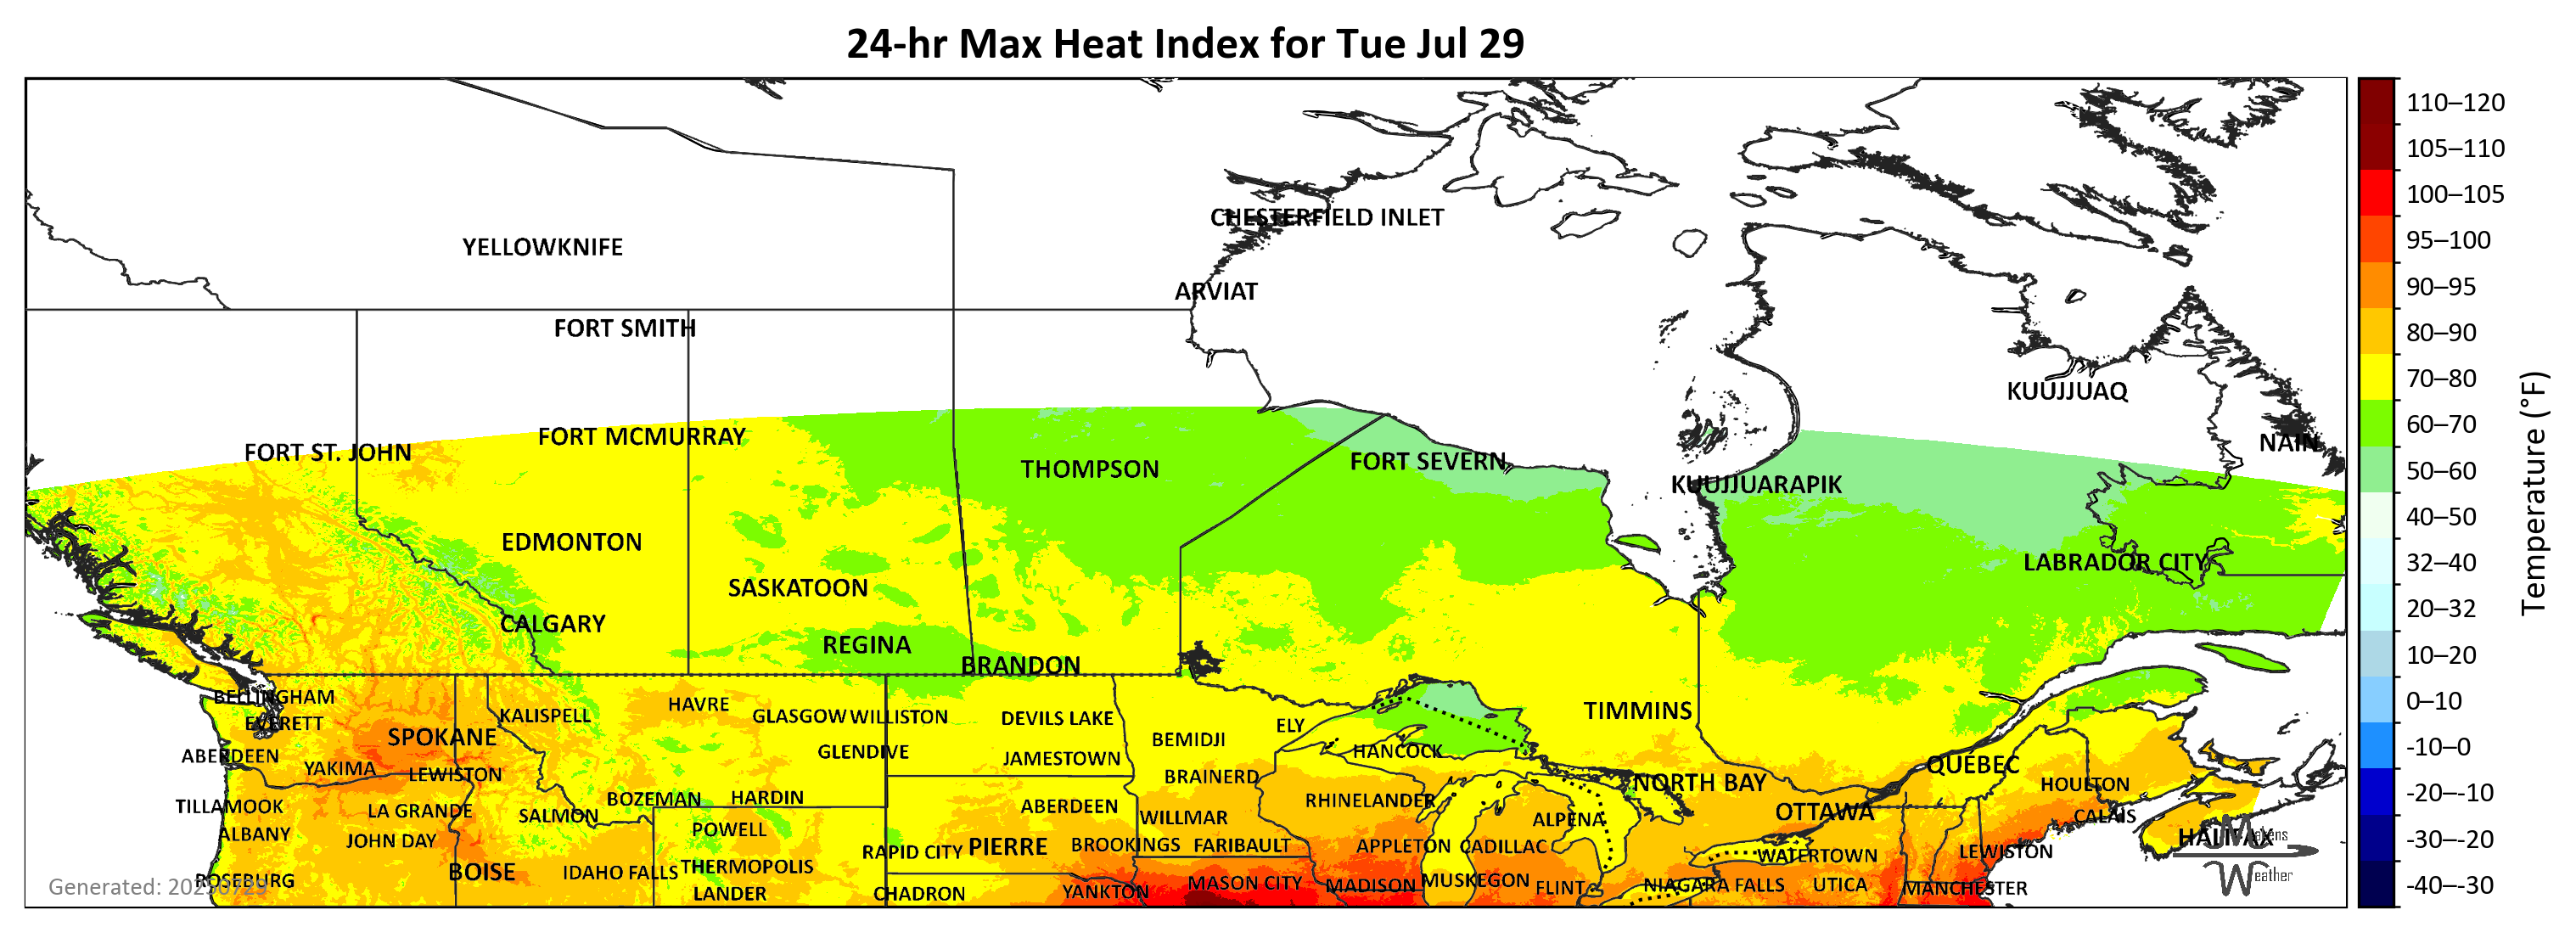 24-hr Max Heat Index for Tue Jul 29
110–120
105–110
CHESTERFIELD INLET
100–105
YELLOWKNIFE
95–100
ARVIAT
90–95
FORT SMITH
80–90
KUUJJUAQ
70–80
FORT ST. JOHN
FORT MCMURRAY
THOMPSON
FORT SEVERN
NAIN
60–70
KUUJJUARAPIK
50–60
EDMONTON
40–50
SASKATOON
LABRADOR CITY
32–40
CALGARY
20–32
REGINA
BRANDON
10–20
BELLINGHAM
KALISPELL
HAVRE
GLASGOW
WILLISTON
DEVILS LAKE
ELY
TIMMINS
0–10
EVERETT
SPOKANE
GLENDIVE
JAMESTOWN
BEMIDJI
HANCOCK
-10–0
ABERDEEN
YAKIMA
LEWISTON
BRAINERD
NORTH BAY
QUÉBEC
HOULTON
-20–-10
TILLAMOOK
LA GRANDE
SALMON
BOZEMAN
HARDIN
ABERDEEN
WILLMAR
RHINELANDER
ALPENA
OTTAWA
CALAIS
-30–-20
ALBANY
JOHN DAY
POWELL
RAPID CITY
PIERRE
BROOKINGS
FARIBAULT
APPLETON
CADILLAC
WATERTOWN
LEWISTON
HALIFAX
-40–-30
ROSEBURG
BOISE
IDAHO FALLS
THERMOPOLIS
LANDER
CHADRON
YANKTON
MASON CITY
MADISON
MUSKEGON
FLINT
NIAGARA FALLS
UTICA
MANCHESTER
Temperature (°F)
Generated: 20250729
Weather